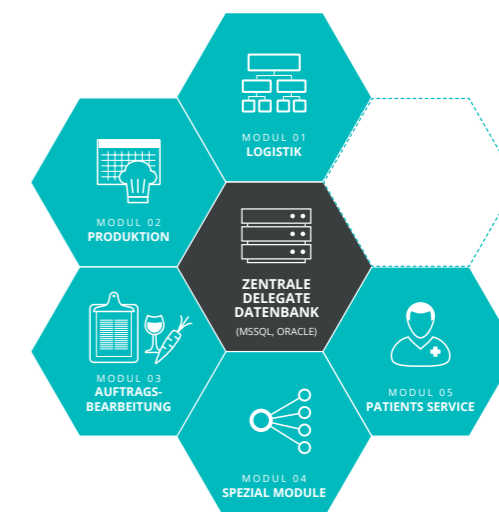 MODUL 01
LOGISTIK
MODUL 02
PRODUKTION
ZENTRALE
DELEGATE
DATENBANK
(MSSQL, ORACLE)
MODUL 03
AUFTRAGS-
BEARBEITUNG
MODUL 05
PATIENTS SERVICE
MODUL 04
SPEZIAL MODULE